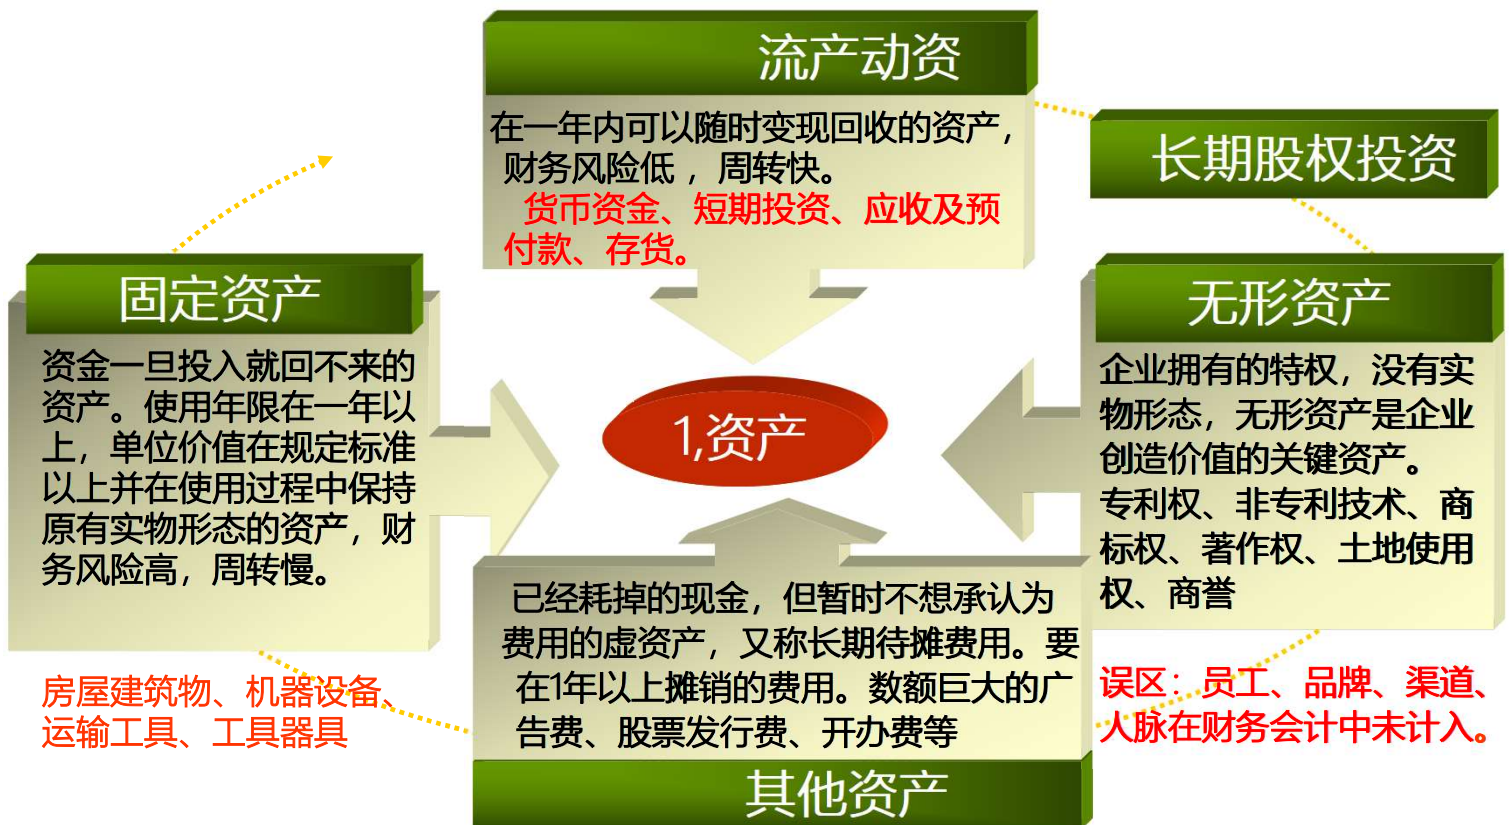 流产动资
在一年内可以随时变现回收的资产，
财务风险低 ，周转快。
货币资金、短期投资、应收及预
付款、存货。
长期股权投资
固定资产
资金一旦投入就回不来的
资产。使用年限在一年以
上，单位价值在规定标准
以上并在使用过程中保持
原有实物形态的资产，财
务风险高，周转慢。
房屋建筑物、机器设备、
运输工具、工具器具
1,资产
无形资产
企业拥有的特权，没有实
物形态，无形资产是企业
创造价值的关键资产。
专利权、非专利技术、商
标权、著作权、土地使用
权、商誉
误区：员工、品牌、渠道、
人脉在财务会计中未计入。
已经耗掉的现金，但暂时不想承认为
费用的虚资产，又称长期待摊费用。要
在1年以上摊销的费用。数额巨大的广
告费、股票发行费、开办费等
其他资产